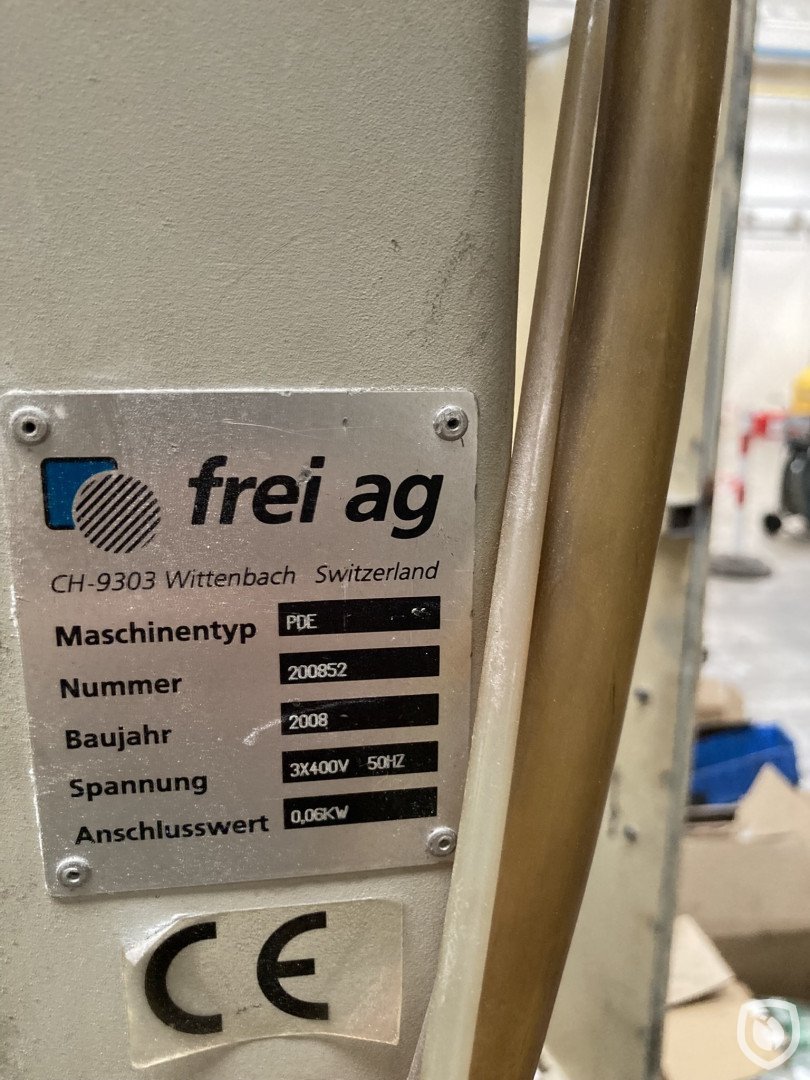 frei ag
CH-9303 Wittenbach Switzerland
Maschinentyp PDE
Nummer 200852
Baujahr 2008
Spannung 3X400V 50HZ
Anschlusswert 0,06KW
CE